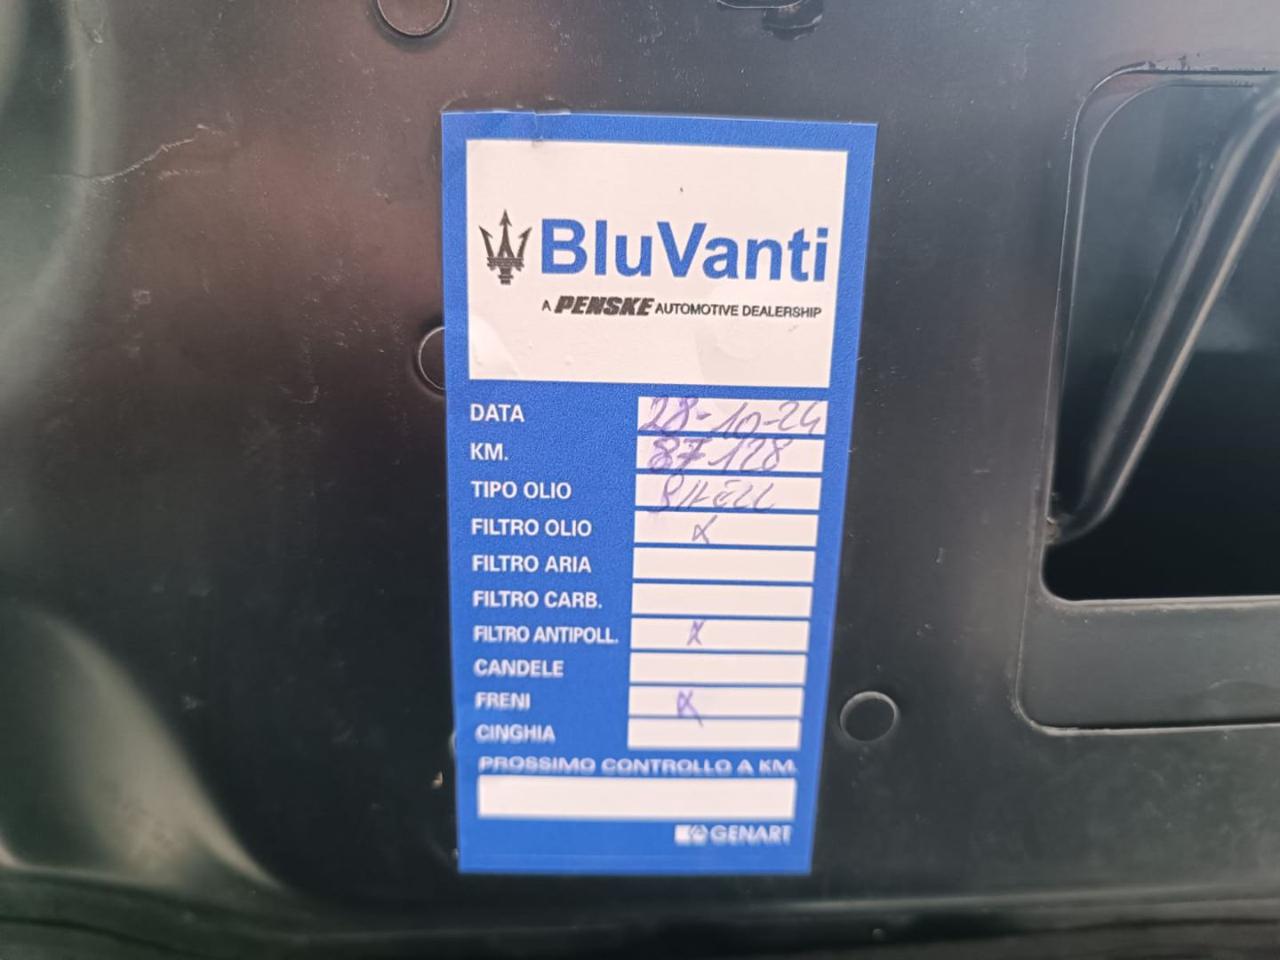 BluVanti
A PENSKE AUTOMOTIVE DEALERSHIP
DATA 28-10-24
KM. 87128
TIPO OLIO SHELL
FILTRO OLIO X
FILTRO ARIA
FILTRO CARB.
FILTRO ANTIPOLL. X
CANDELE
FRENI X
CINGHIA
PROSSIMO CONTROLLO A KM.
GENART